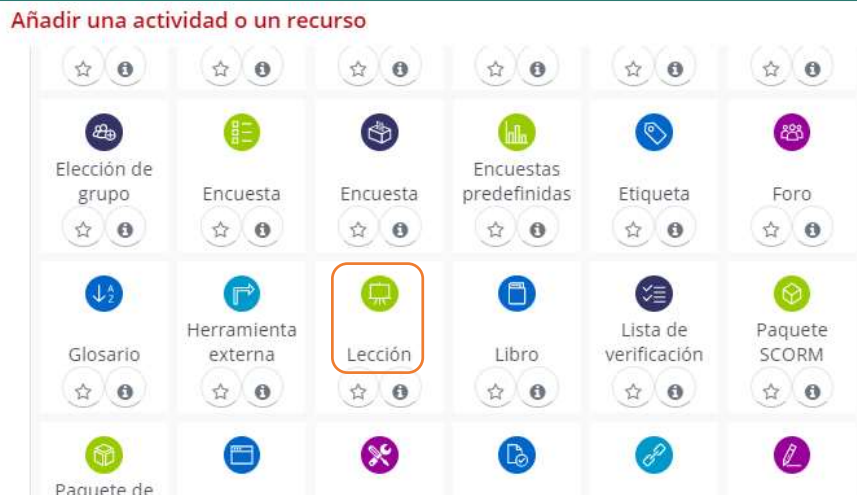 Añadir una actividad o un recurso
Elección de
grupo
Encuesta
Encuesta
Encuestas
predefinidas
Etiqueta
Foro
Glosario
Herramienta
externa
Lección
Libro
Lista de
verificación
Paquete
SCORM
Paquete de